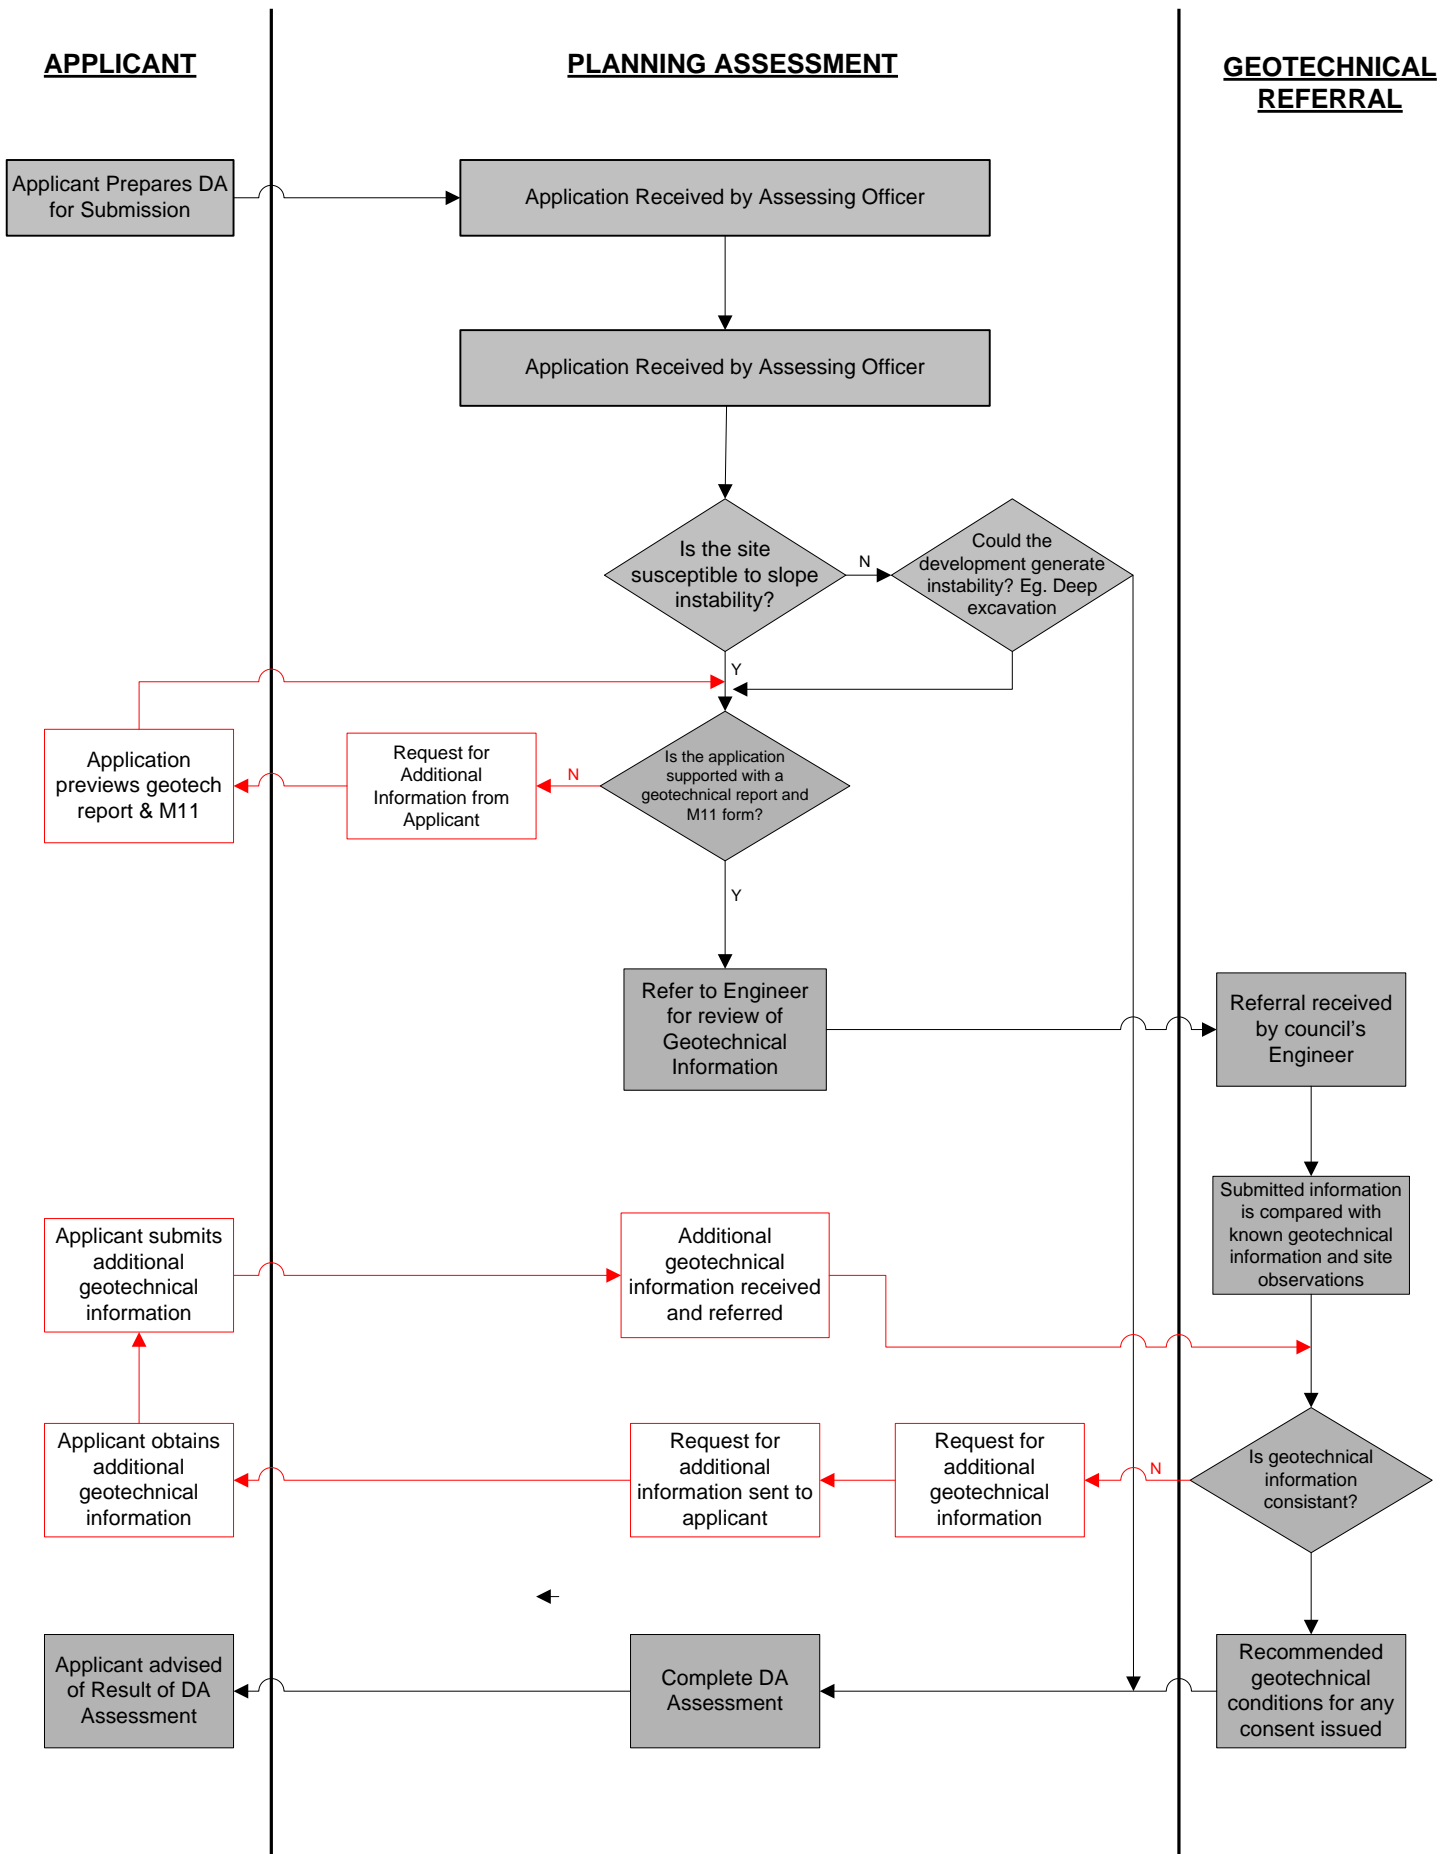 APPLICANT
PLANNING ASSESSMENT
GEOTECHNICAL
REFERRAL
Applicant Prepares DA
for Submission
Application Received by Assessing Officer
Application Received by Assessing Officer
Is the site
susceptible to slope
instability?
N
Could the
development generate
instability? Eg. Deep
excavation
Y
Application
previews geotech
report & M11
Request for
Additional
Information from
Applicant
N
Is the application
supported with a
geotechnical report and
M11 form?
Y
Refer to Engineer
for review of
Geotechnical
Information
Referral received
by council's
Engineer
Submitted information
is compared with
known geotechnical
information and site
observations
Applicant submits
additional
geotechnical
information
Additional
geotechnical
information received
and referred
Applicant obtains
additional
geotechnical
information
Request for
additional
information sent to
applicant
Request for
additional
geotechnical
information
N
Is geotechnical
information
consistant?
Applicant advised
of Result of DA
Assessment
Complete DA
Assessment
Recommended
geotechnical
conditions for any
consent issued